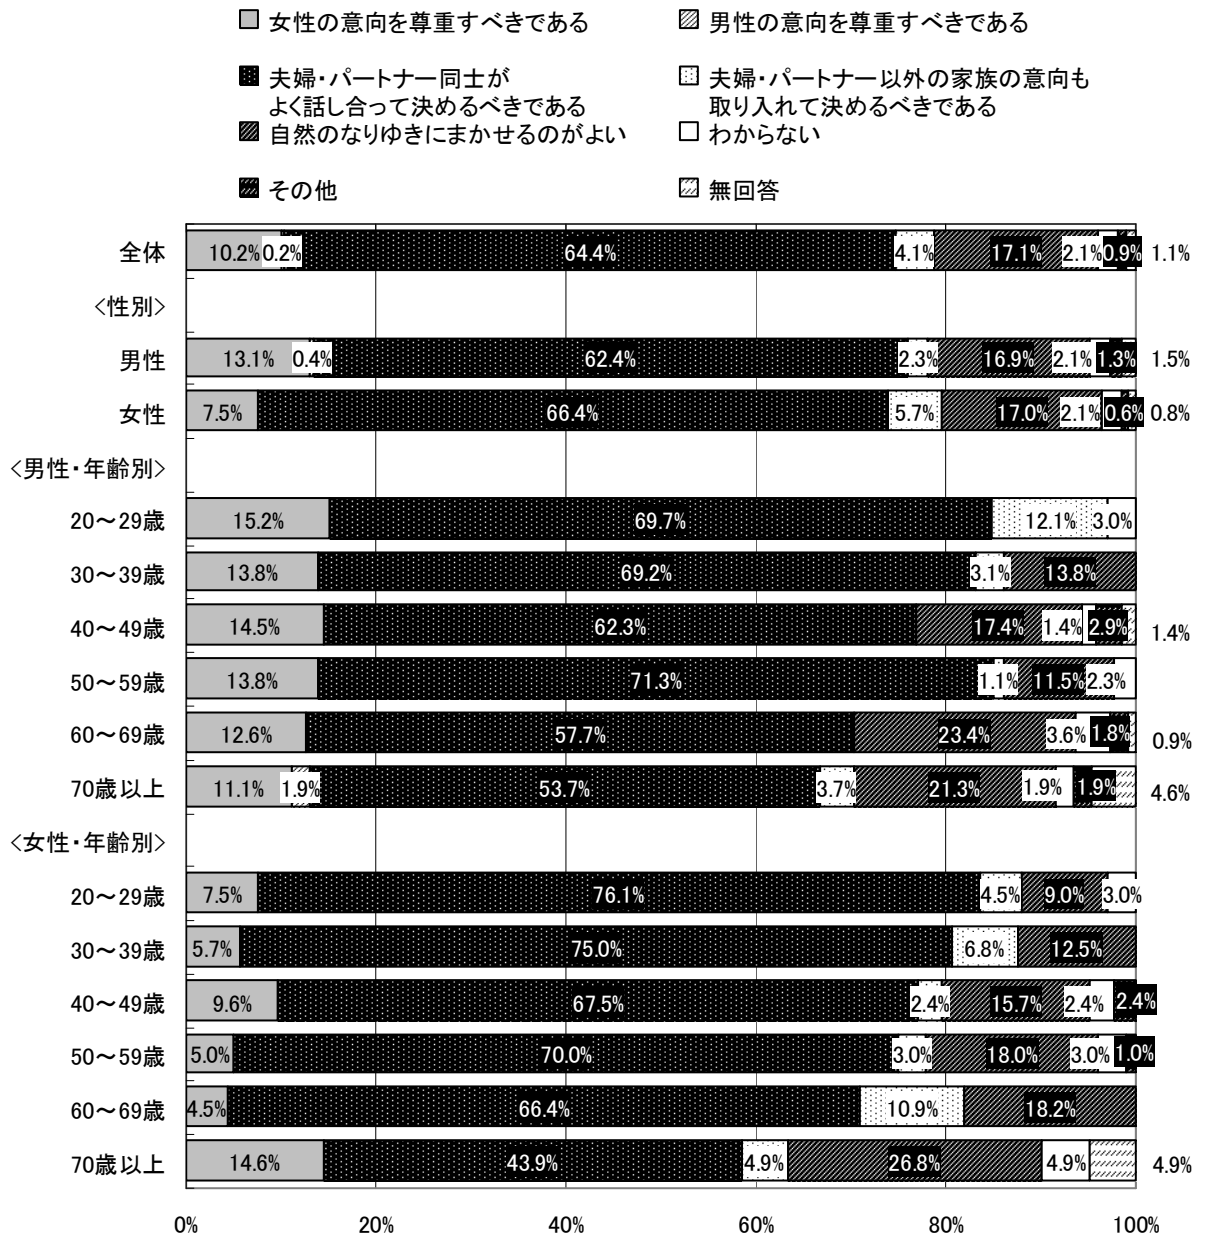 女性の意向を尊重すべきである
男性の意向を尊重すべきである
夫婦・パートナー同士が
よく話し合って決めるべきである
夫婦・パートナー以外の家族の意向も
取り入れて決めるべきである
自然のなりゆきにまかせるのがよい
わからない
その他
無回答
全体 10.2% 0.2% 64.4% 4.1% 17.1% 2.1% 0.9% 1.1%
<性別>
男性 13.1% 0.4% 62.4% 2.3% 16.9% 2.1% 1.3% 1.5%
女性 7.5% 66.4% 5.7% 17.0% 2.1% 0.6% 0.8%
<男性・年齢別>
20～29歳 15.2% 69.7% 12.1% 3.0%
30～39歳 13.8% 69.2% 3.1% 13.8%
40～49歳 14.5% 62.3% 17.4% 1.4% 2.9% 1.4%
50～59歳 13.8% 71.3% 1.1% 11.5% 2.3%
60～69歳 12.6% 57.7% 23.4% 3.6% 1.8% 0.9%
70歳以上 11.1% 1.9% 53.7% 3.7% 21.3% 1.9% 1.9% 4.6%
<女性・年齢別>
20～29歳 7.5% 76.1% 4.5% 9.0% 3.0%
30～39歳 5.7% 75.0% 6.8% 12.5%
40～49歳 9.6% 67.5% 2.4% 15.7% 2.4% 2.4%
50～59歳 5.0% 70.0% 3.0% 18.0% 3.0% 1.0%
60～69歳 4.5% 66.4% 10.9% 18.2%
70歳以上 14.6% 43.9% 4.9% 26.8% 4.9% 4.9%
0% 20% 40% 60% 80% 100%